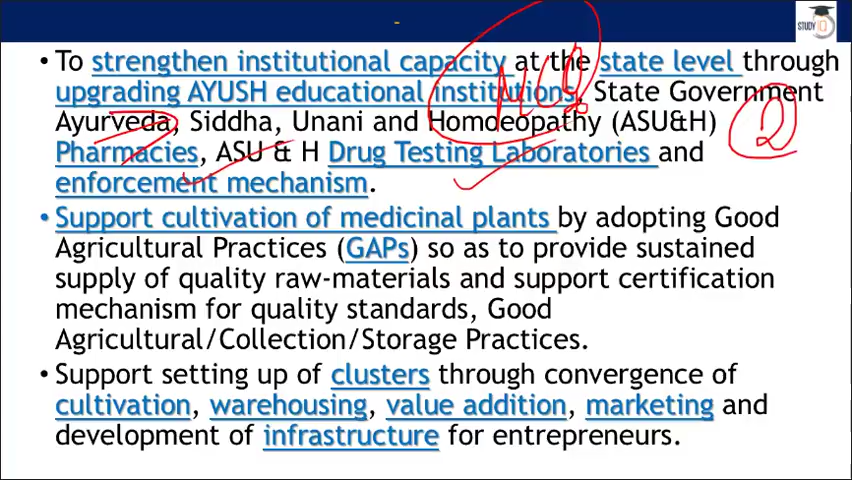 -
STUDY IQ
• To strengthen institutional capacity at the state level through
upgrading AYUSH educational institutions, State Government
Ayurveda, Siddha, Unani and Homoeopathy (ASU&H)
Pharmacies, ASU & H Drug Testing Laboratories and
enforcement mechanism.
• Support cultivation of medicinal plants by adopting Good
Agricultural Practices (GAPs) so as to provide sustained
supply of quality raw-materials and support certification
mechanism for quality standards, Good
Agricultural/Collection/Storage Practices.
• Support setting up of clusters through convergence of
cultivation, warehousing, value addition, marketing and
development of infrastructure for entrepreneurs.